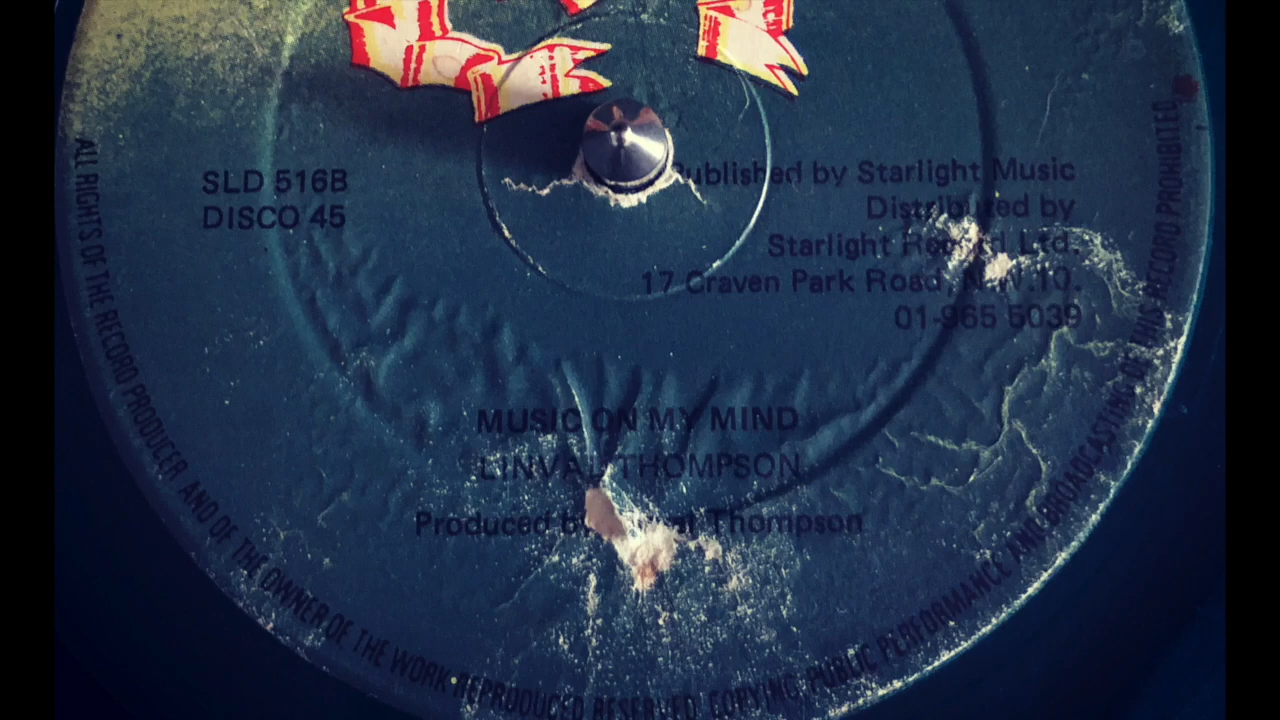 SLD 516B
DISCO 45
Published by Starlight Music
Distributed by
Starlight Record Ltd.
17 Craven Park Road, N.W.10.
01-965 5039
MUSIC ON MY MIND
LINVAL THOMPSON
Produced by Thompson
ALL RIGHTS OF THE RECORD PRODUCER AND OF THE OWNER OF THE WORK REPRODUCED RESERVED. COPYING, PUBLIC PERFORMANCE AND BROADCASTING OF THIS RECORD PROHIBITED